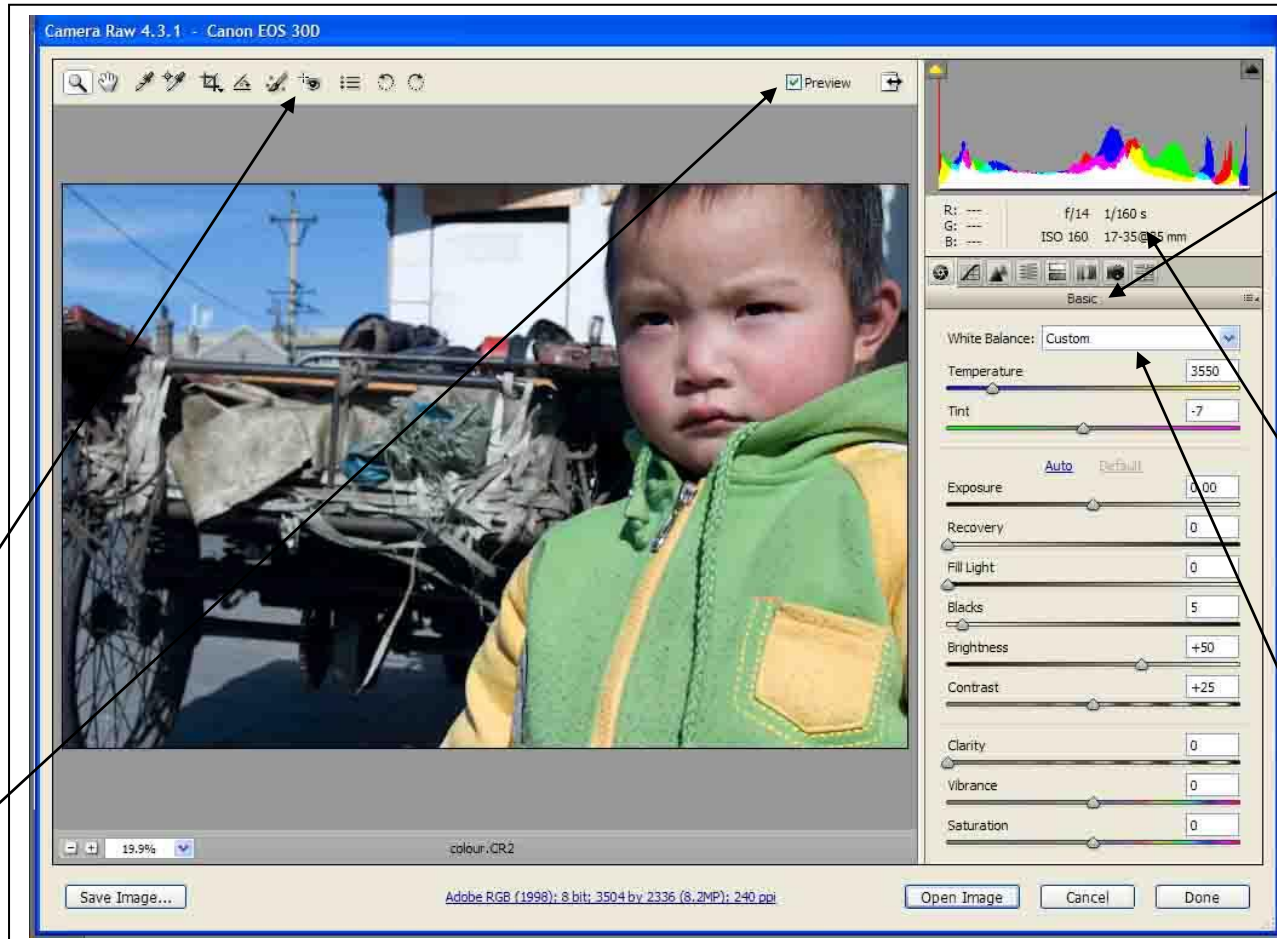 Camera Raw 4.3.1 - Canon EOS 30D
Preview
R: ---
G: ---
B: ---
f/14 1/160 s
ISO 160 17-35@35 mm
Basic
White Balance: Custom
Temperature 3550
Tint -7
Auto Default
Exposure 0.00
Recovery 0
Fill Light 0
Blacks 5
Brightness +50
Contrast +25
Clarity 0
Vibrance 0
Saturation 0
19.9% colour.CR2
Save Image... Adobe RGB (1998); 8 bit; 3504 by 2336 (8.2MP); 240 ppi Open Image Cancel Done